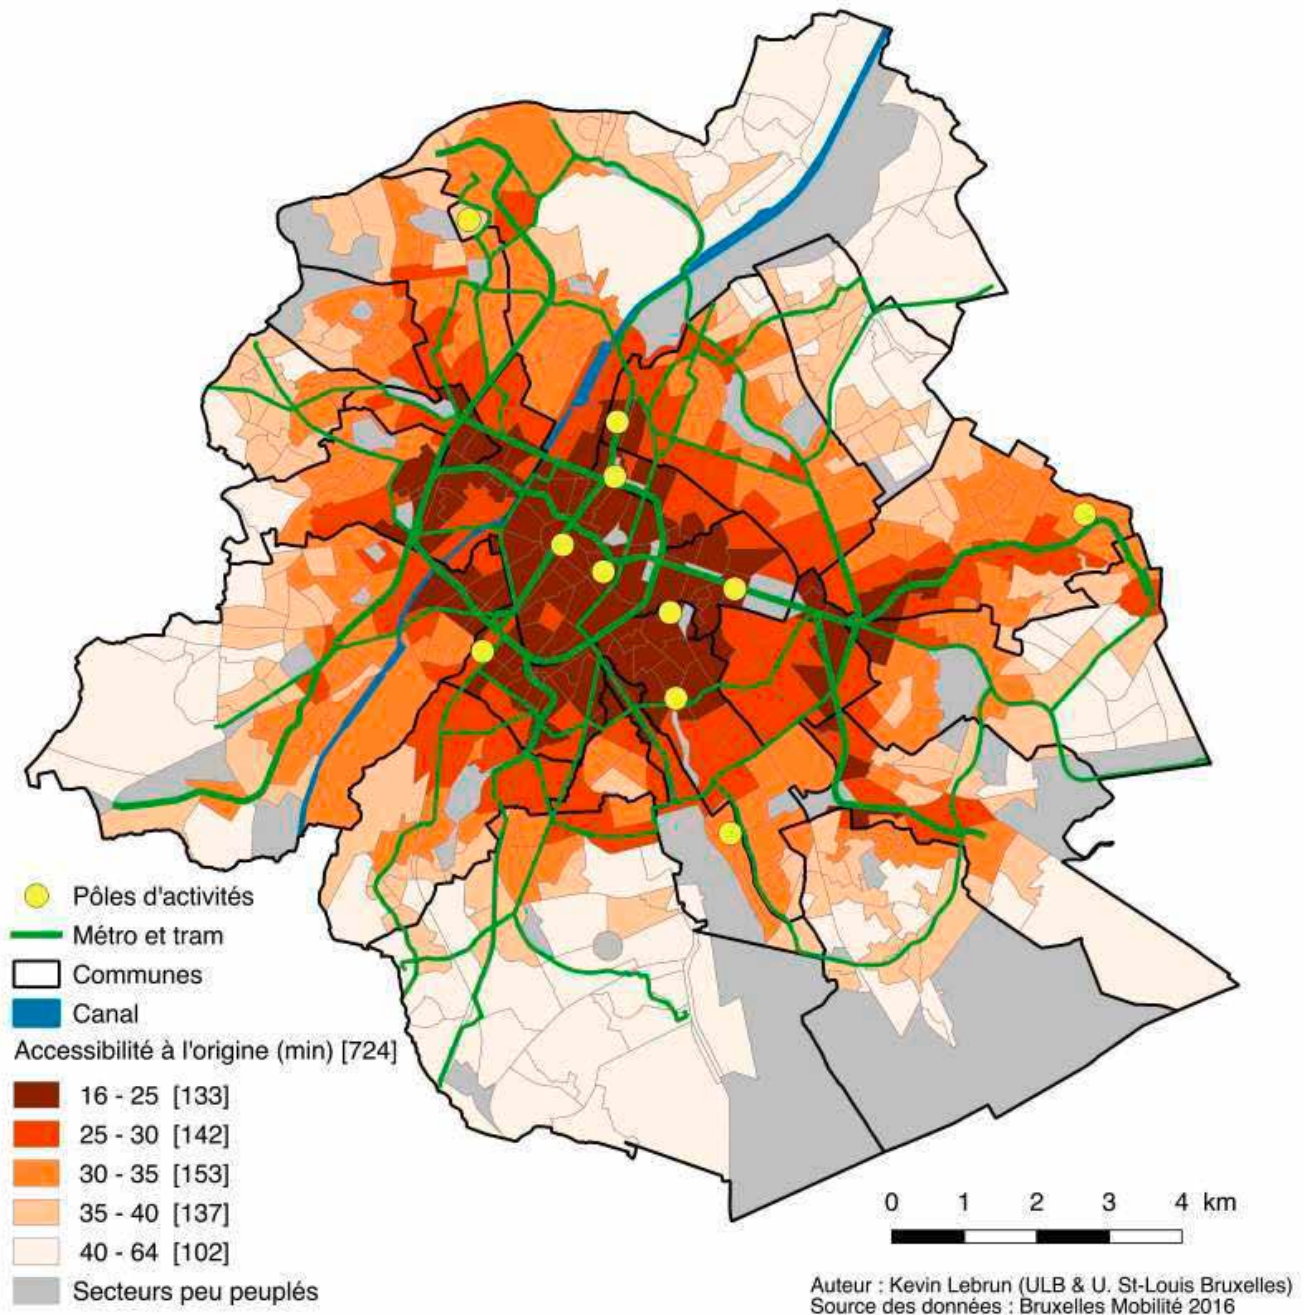 Pôles d'activités
Métro et tram
Communes
Canal
Accessibilité à l'origine (min) [724]
16 - 25 [133]
25 - 30 [142]
30 - 35 [153]
35 - 40 [137]
40 - 64 [102]
Secteurs peu peuplés
0 1 2 3 4 km
Auteur : Kevin Lebrun (ULB & U. St-Louis Bruxelles)
Source des données : Bruxelles Mobilité 2016